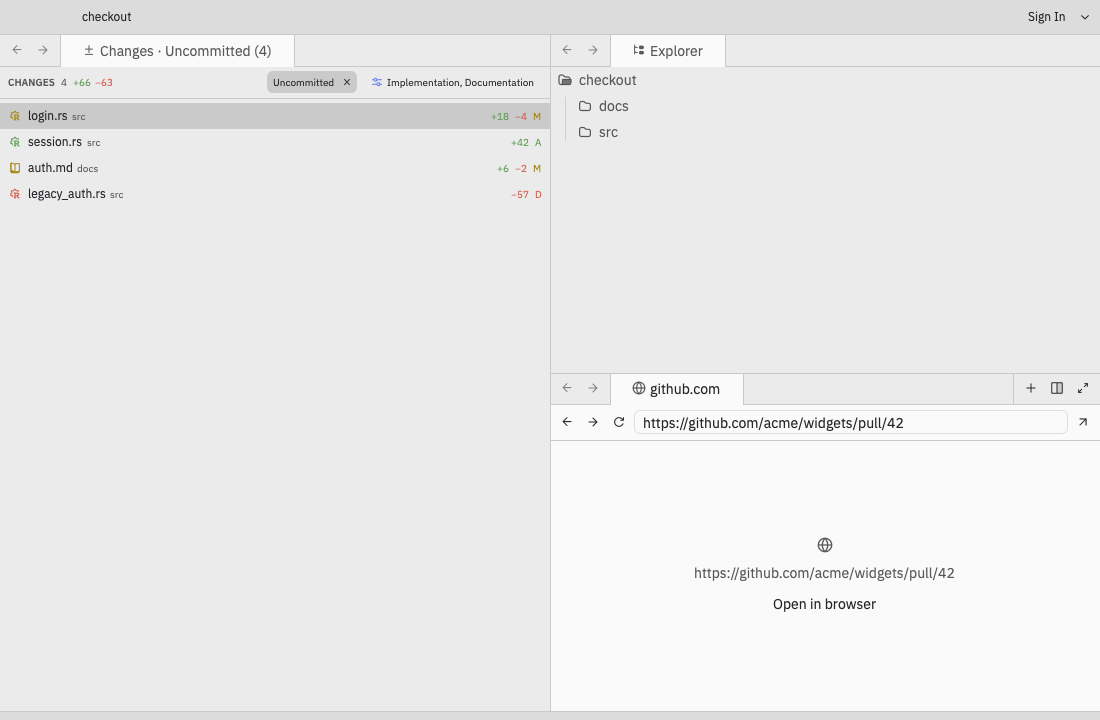 checkout
Sign In
Changes · Uncommitted (4)
CHANGES 4 +66 −63
Uncommitted
Implementation, Documentation
login.rs src +18 −4 M
session.rs src +42 A
auth.md docs +6 −2 M
legacy_auth.rs src −57 D
Explorer
checkout
docs
src
github.com
https://github.com/acme/widgets/pull/42
https://github.com/acme/widgets/pull/42
Open in browser